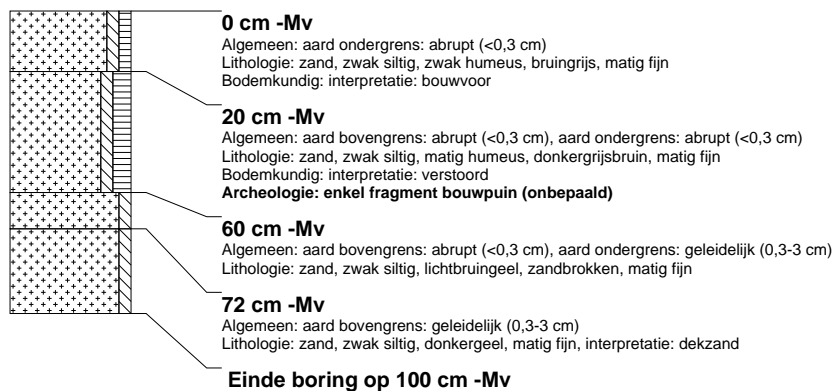 0 cm -Mv
Algemeen: aard ondergrens: abrupt (<0,3 cm)
Lithologie: zand, zwak siltig, zwak humeus, bruingrijs, matig fijn
Bodemkundig: interpretatie: bouwvoor
20 cm -Mv
Algemeen: aard bovengrens: abrupt (<0,3 cm), aard ondergrens: abrupt (<0,3 cm)
Lithologie: zand, zwak siltig, matig humeus, donkergrijsbruin, matig fijn
Bodemkundig: interpretatie: verstoord
Archeologie: enkel fragment bouwpuin (onbepaald)
60 cm -Mv
Algemeen: aard bovengrens: abrupt (<0,3 cm), aard ondergrens: geleidelijk (0,3-3 cm)
Lithologie: zand, zwak siltig, lichtbruingeel, zandbrokken, matig fijn
72 cm -Mv
Algemeen: aard bovengrens: geleidelijk (0,3-3 cm)
Lithologie: zand, zwak siltig, donkergeel, matig fijn, interpretatie: dekzand
Einde boring op 100 cm -Mv